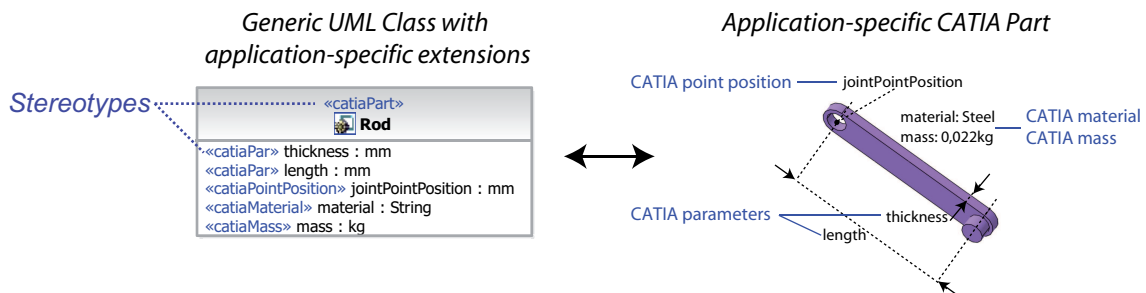 Generic UML Class with
application-specific extensions
Stereotypes
«catiaPart»
Rod
«catiaPar» thickness : mm
«catiaPar» length : mm
«catiaPointPosition» jointPointPosition : mm
«catiaMaterial» material : String
«catiaMass» mass : kg
Application-specific CATIA Part
CATIA point position
jointPointPosition
material: Steel
mass: 0,022kg
CATIA material
CATIA mass
CATIA parameters
thickness
length